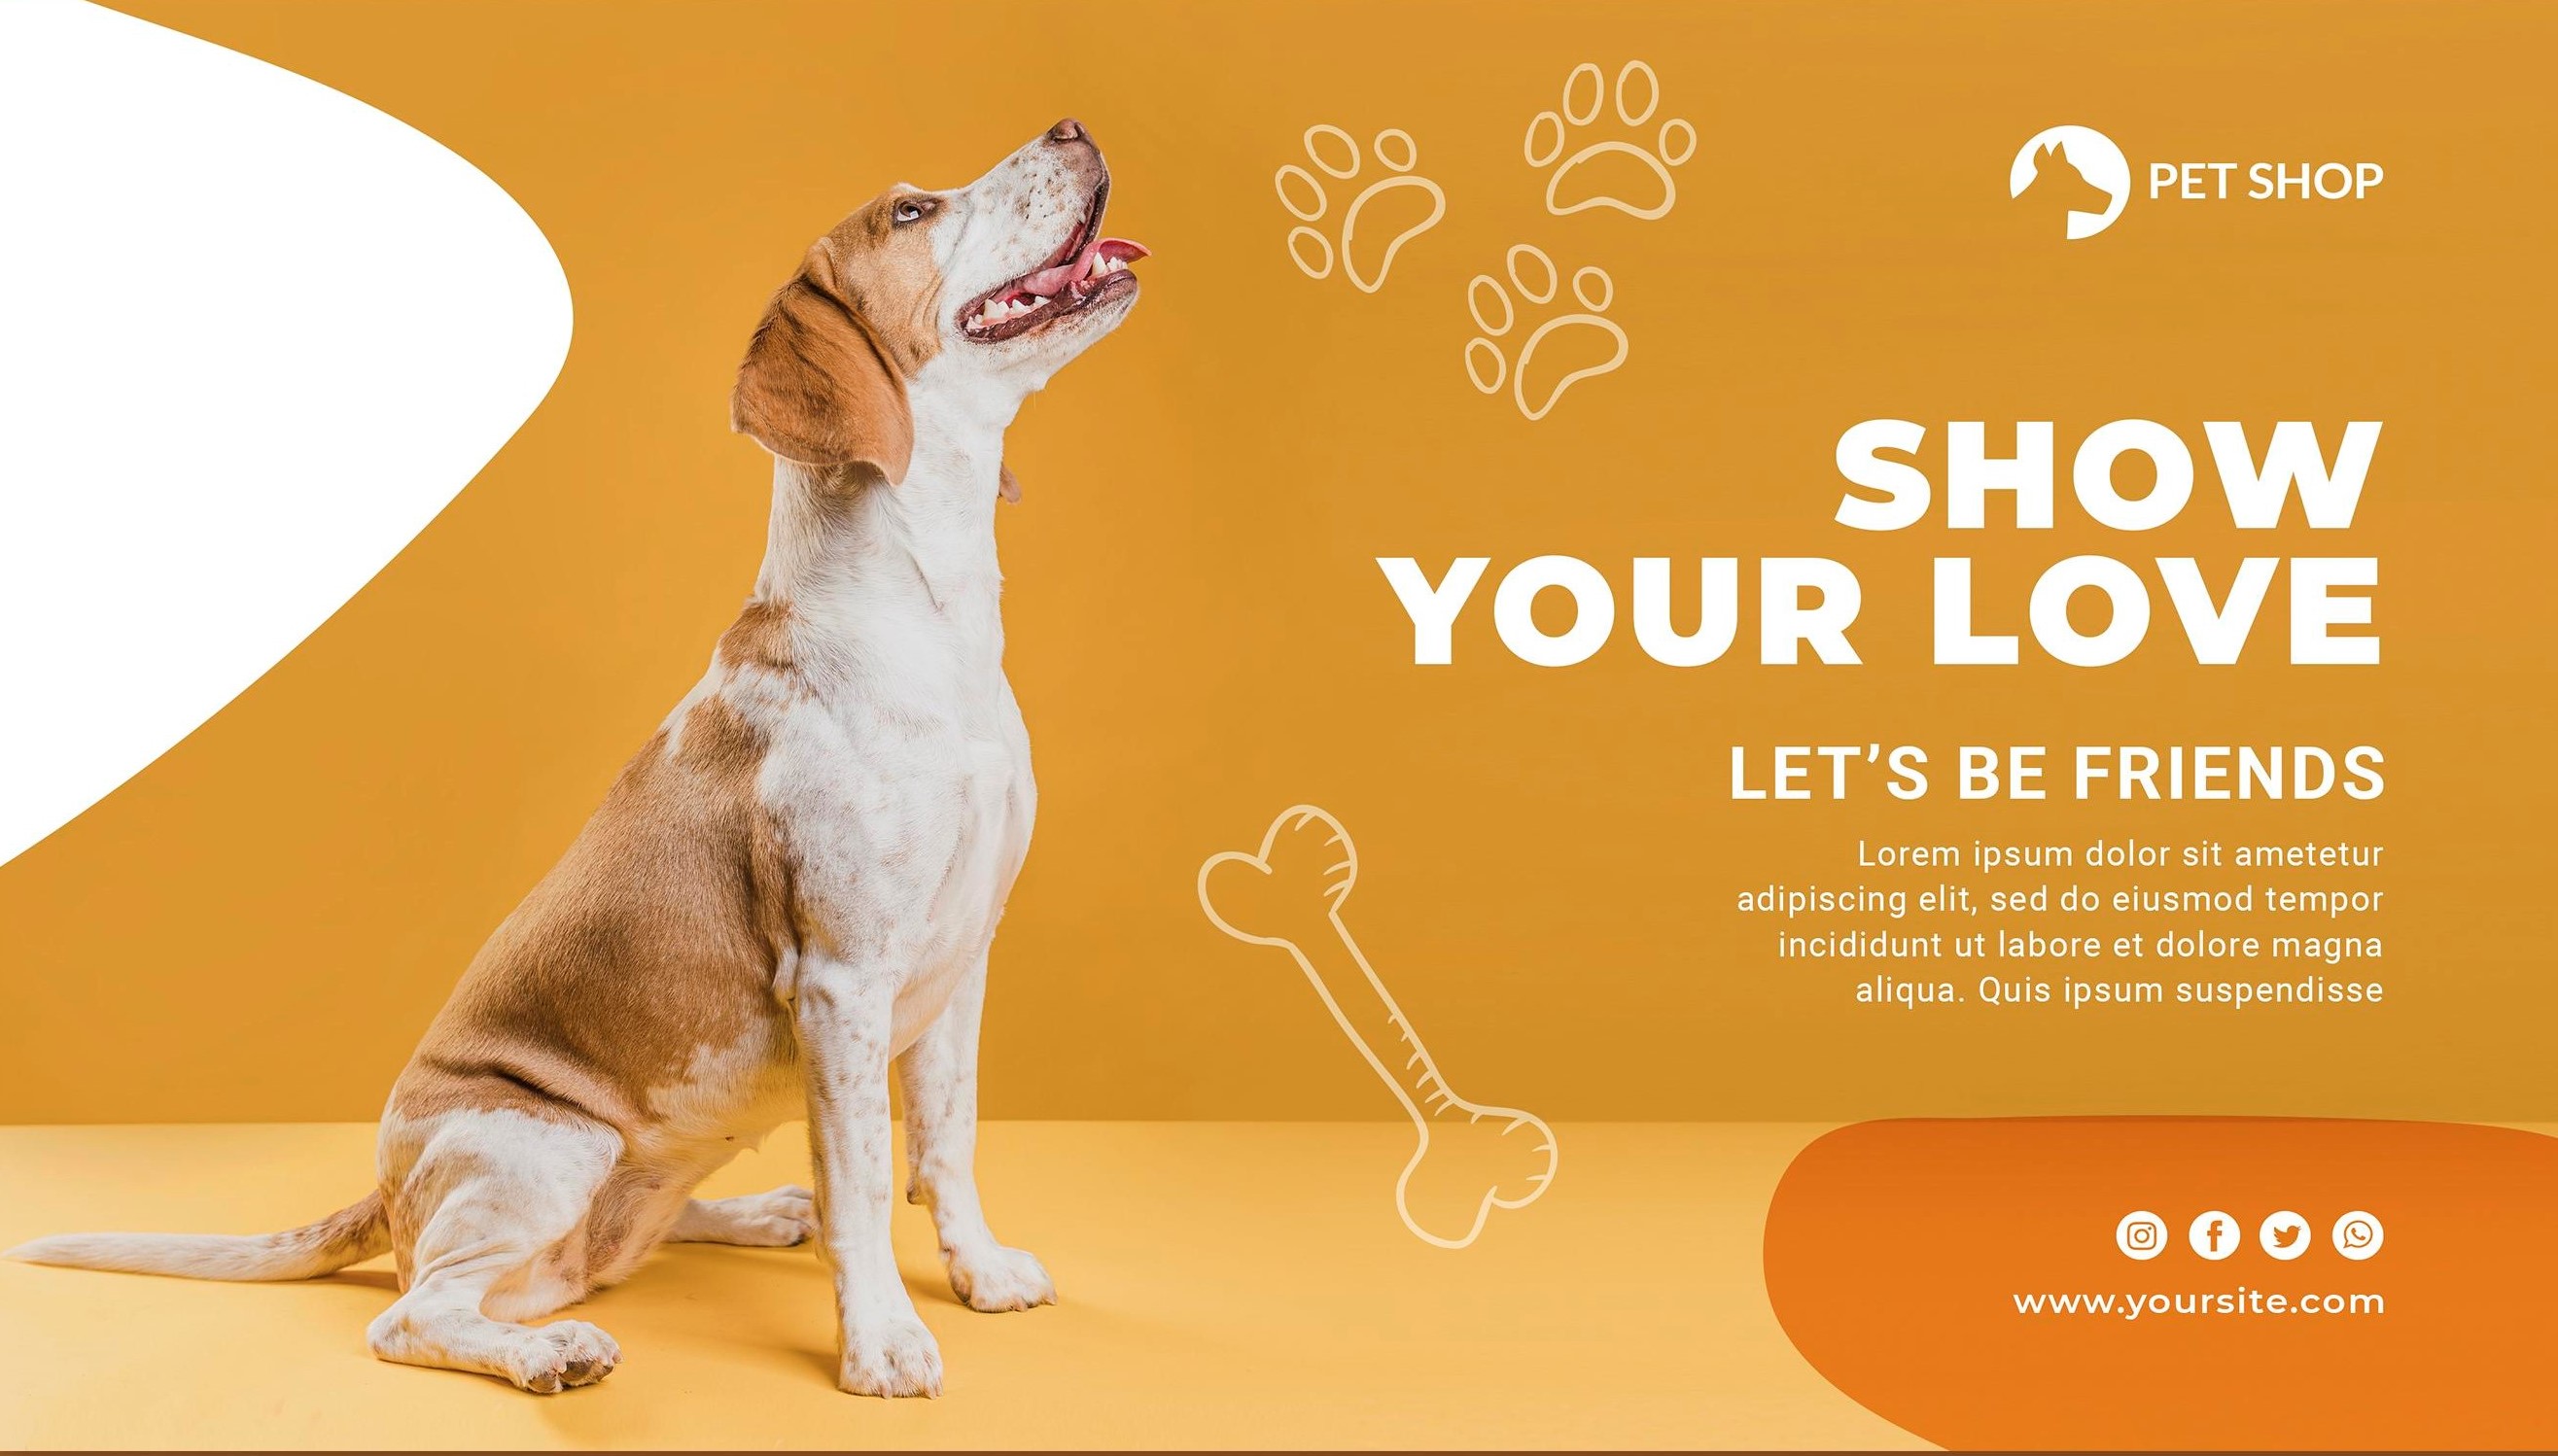 PET SHOP
SHOW
YOUR LOVE
LET’S BE FRIENDS
Lorem ipsum dolor sit ametetur
adipiscing elit, sed do eiusmod tempor
incididunt ut labore et dolore magna
aliqua. Quis ipsum suspendisse
www.yoursite.com